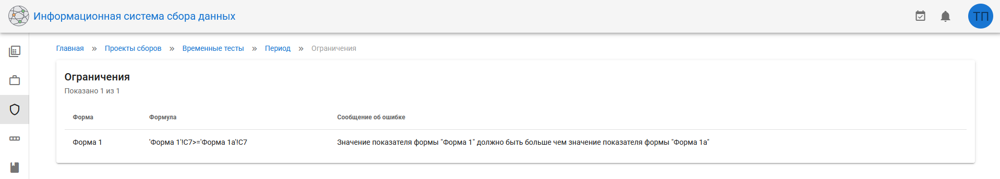 Информационная система сбора данных
ТП
Главная » Проекты сборов » Временные тесты » Период » Ограничения
Ограничения
Показано 1 из 1
Форма Формула Сообщение об ошибке
Форма 1 'Форма 1'!C7>='Форма 1а'!C7 Значение показателя формы "Форма 1" должно быть больше чем значение показателя формы "Форма 1а"